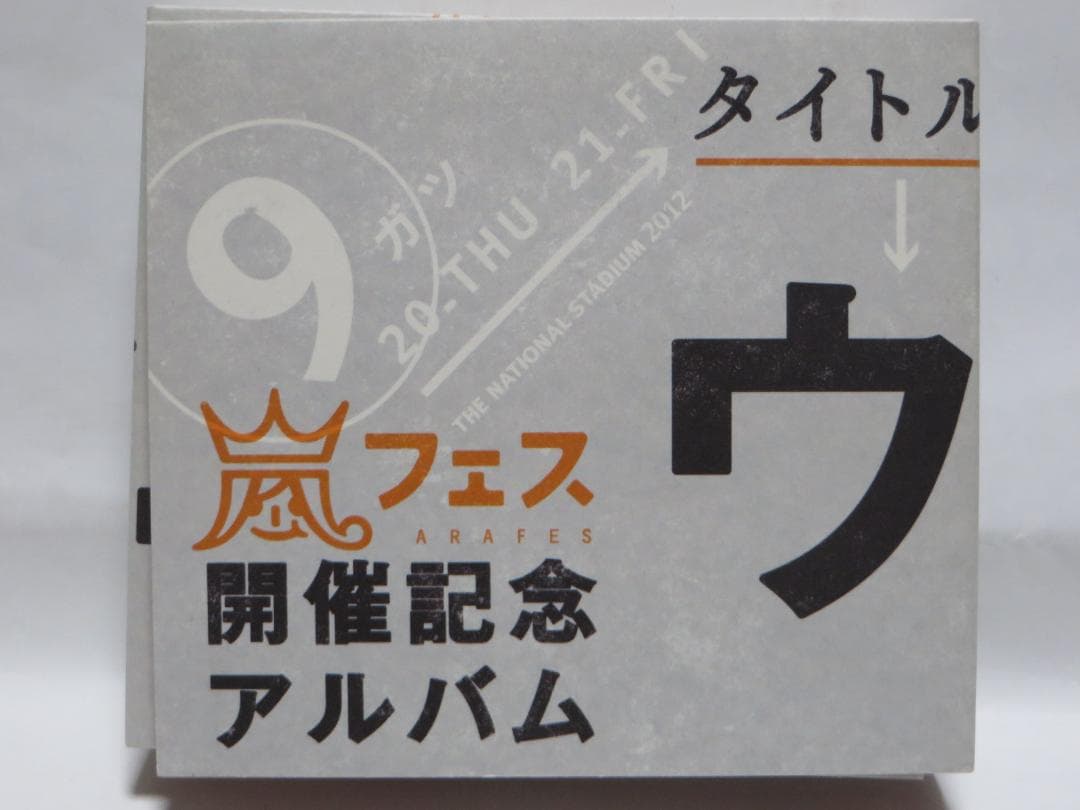 9ガツ
20-THU 21-FRI
THE NATIONAL STADIUM 2012
タイトル
ウ
嵐フェス
ARAFES
開催記念
アルバム